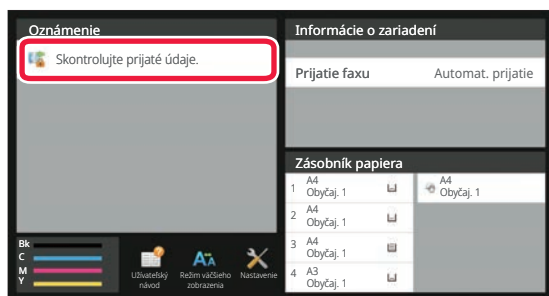 Oznámenie
Skontrolujte prijaté údaje.
Informácie o zariadení
Prijatie faxu Automat. prijatie
Zásobník papiera
1 A4
Obyčaj. 1
A4
Obyčaj. 1
2 A4
Obyčaj. 1
3 A4
Obyčaj. 1
4 A3
Obyčaj. 1
Bk
C
M
Y
Užívateľský
návod
Režim väčšieho
zobrazenia
Nastavenie